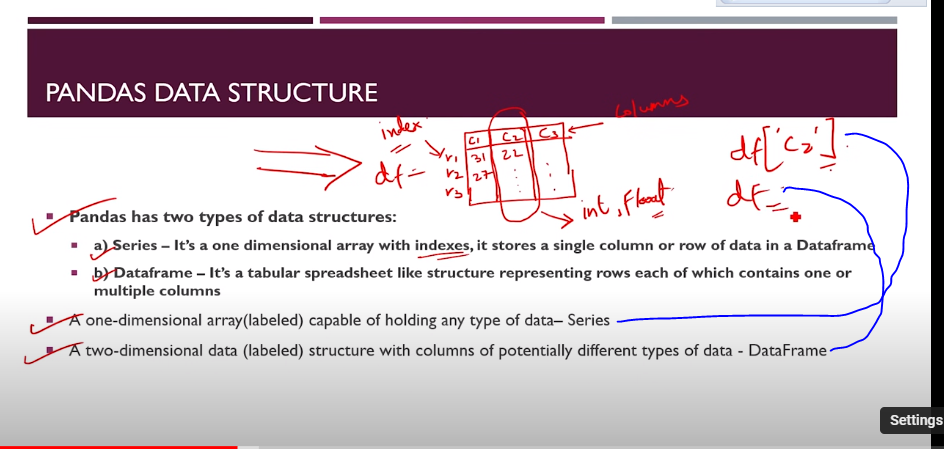 PANDAS DATA STRUCTURE
columns
index
df =
c1 c2 c3
r1 31 22
r2 27
r3
int, Float
df['c2']
df =
Pandas has two types of data structures:
a) Series – It's a one dimensional array with indexes, it stores a single column or row of data in a Dataframe
b) Dataframe – It's a tabular spreadsheet like structure representing rows each of which contains one or
multiple columns
A one-dimensional array(labeled) capable of holding any type of data– Series
A two-dimensional data (labeled) structure with columns of potentially different types of data - DataFrame
Settings